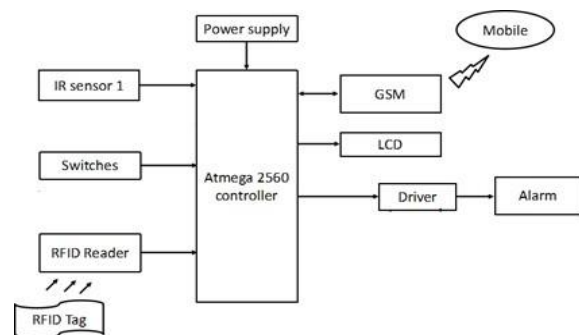 Power supply
Mobile
IR sensor 1
GSM
LCD
Switches
Atmega 2560
controller
Driver
Alarm
RFID Reader
RFID Tag